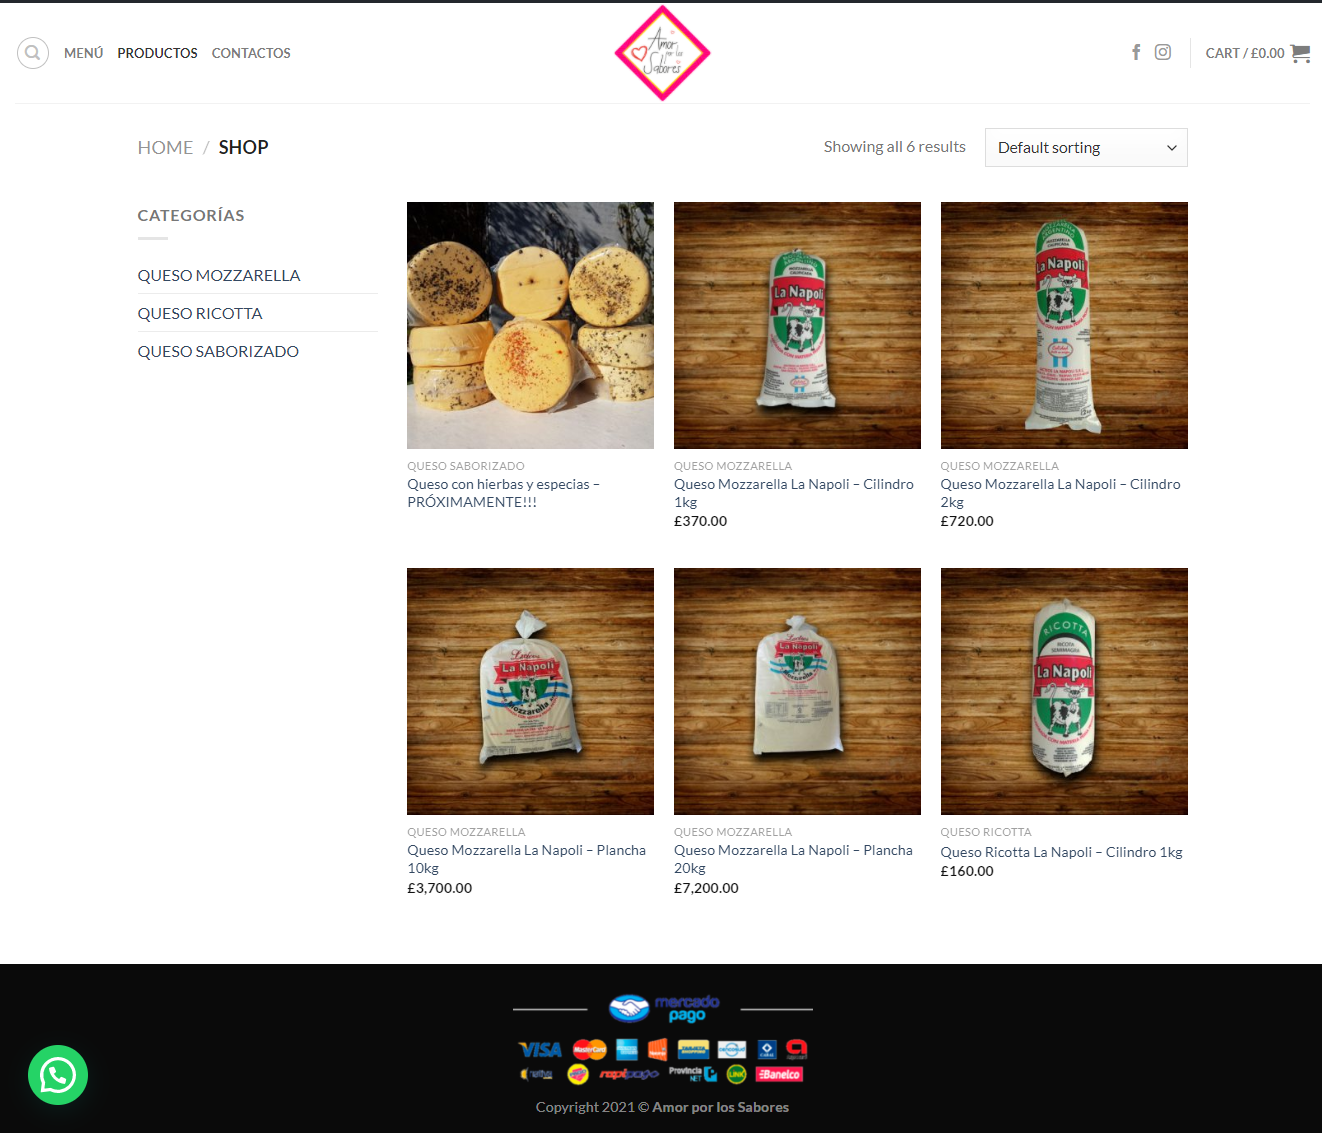 MENÚ
PRODUCTOS
CONTACTOS
Amor
por los
Sabores
CART / £0.00
HOME / SHOP
Showing all 6 results
Default sorting
CATEGORÍAS
QUESO MOZZARELLA
QUESO RICOTTA
QUESO SABORIZADO
QUESO SABORIZADO
Queso con hierbas y especias –
PRÓXIMAMENTE!!!
La Napoli
QUESO MOZZARELLA
Queso Mozzarella La Napoli – Cilindro
1kg
£370.00
La Napoli
QUESO MOZZARELLA
Queso Mozzarella La Napoli – Cilindro
2kg
£720.00
La Napoli
Mozzarella
QUESO MOZZARELLA
Queso Mozzarella La Napoli – Plancha
10kg
£3,700.00
La Napoli
Mozzarella
QUESO MOZZARELLA
Queso Mozzarella La Napoli – Plancha
20kg
£7,200.00
RICOTTA
La Napoli
QUESO RICOTTA
Queso Ricotta La Napoli – Cilindro 1kg
£160.00
mercado
pago
VISA
MasterCard
rapipago
Provincia
NET
LINK
Banelco
Copyright 2021 © Amor por los Sabores